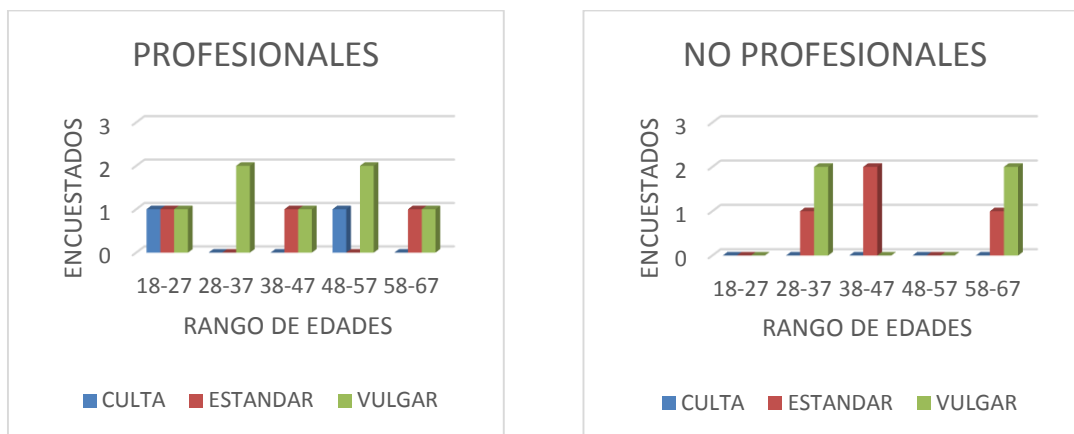 PROFESIONALES
ENCUESTADOS
3
2
1
0
18-27 28-37 38-47 48-57 58-67
RANGO DE EDADES
CULTA ESTANDAR VULGAR
NO PROFESIONALES
ENCUESTADOS
3
2
1
0
18-27 28-37 38-47 48-57 58-67
RANGO DE EDADES
CULTA ESTANDAR VULGAR